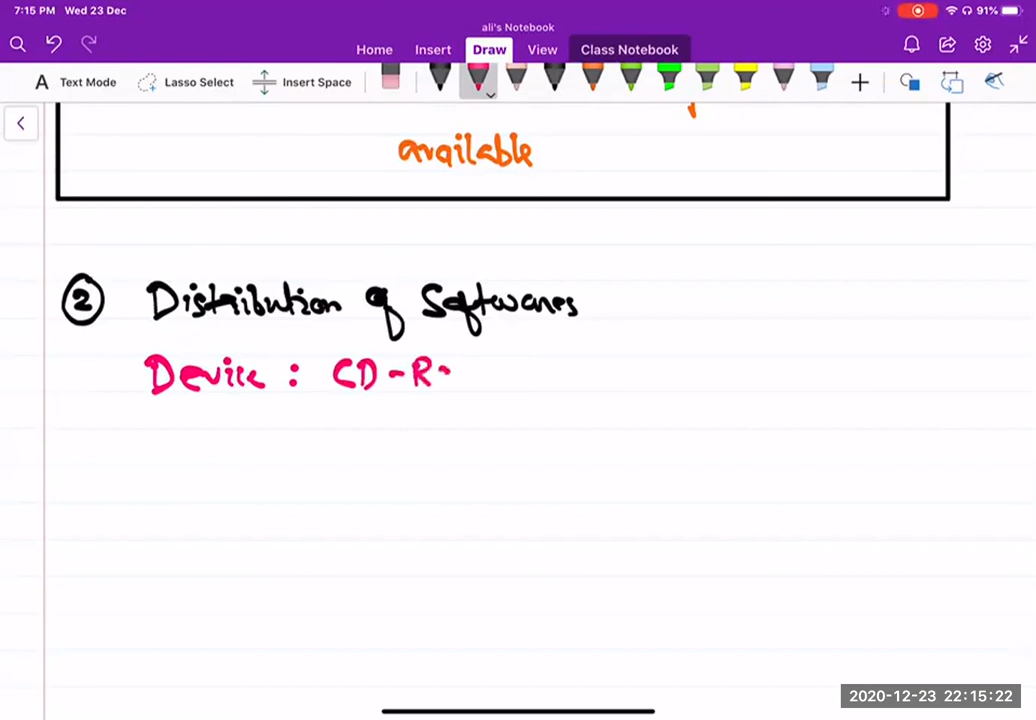 7:15 PM Wed 23 Dec
91%
ali's Notebook
Home Insert Draw View Class Notebook
A Text Mode Lasso Select Insert Space
available
2 Distribution of Softwares
Device : CD-R-
2020-12-23 22:15:22